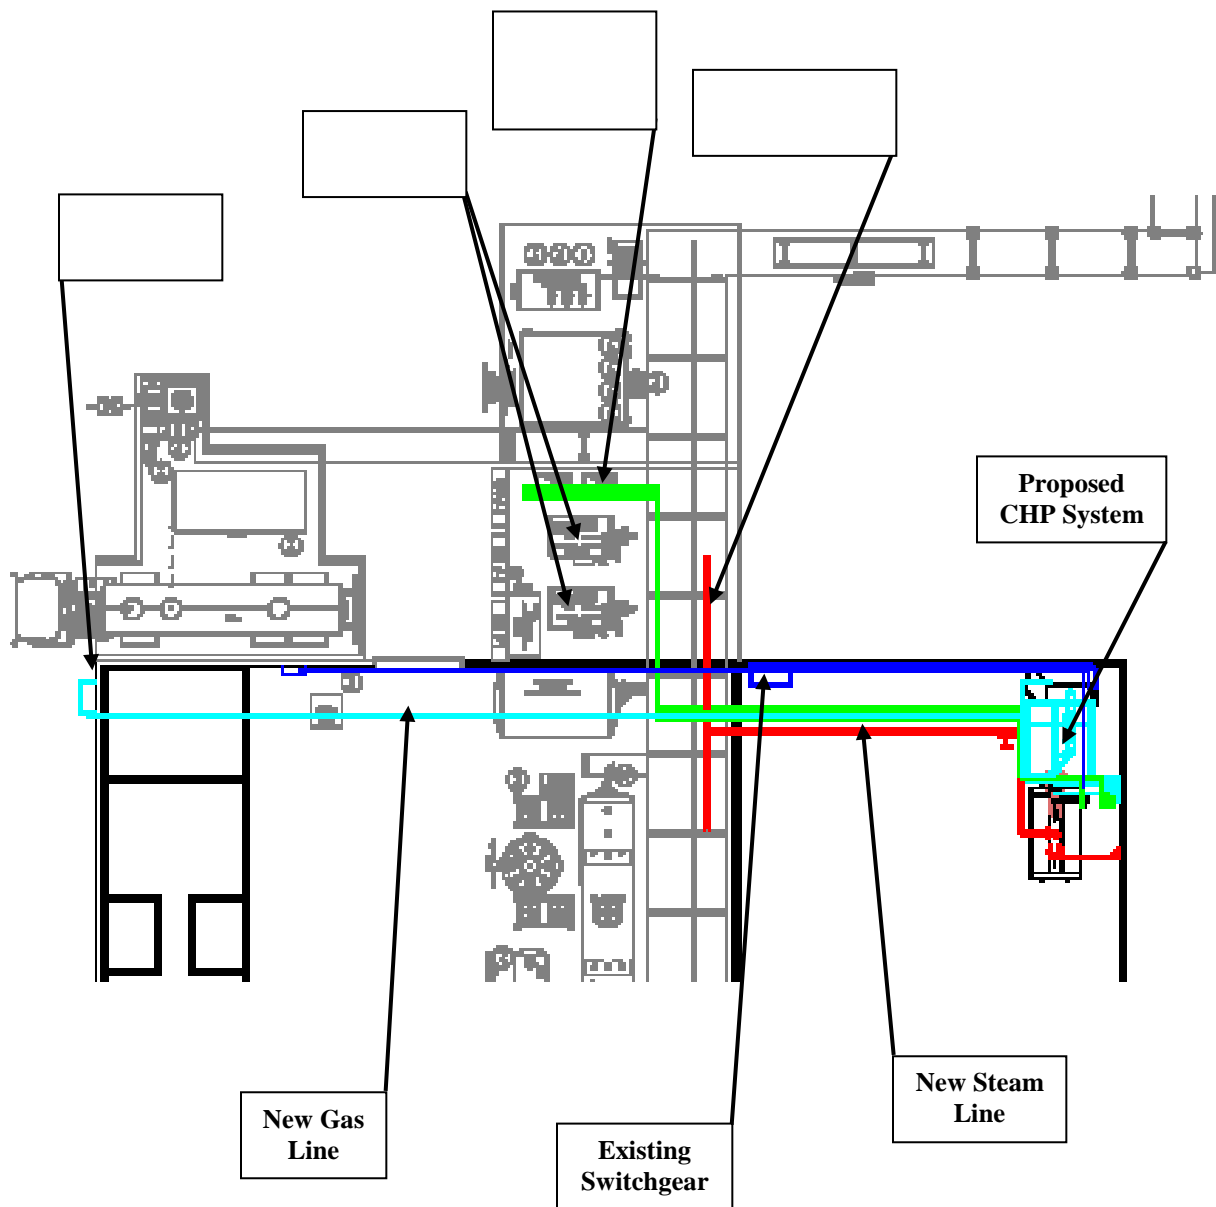 Proposed
CHP System
New Gas
Line
Existing
Switchgear
New Steam
Line